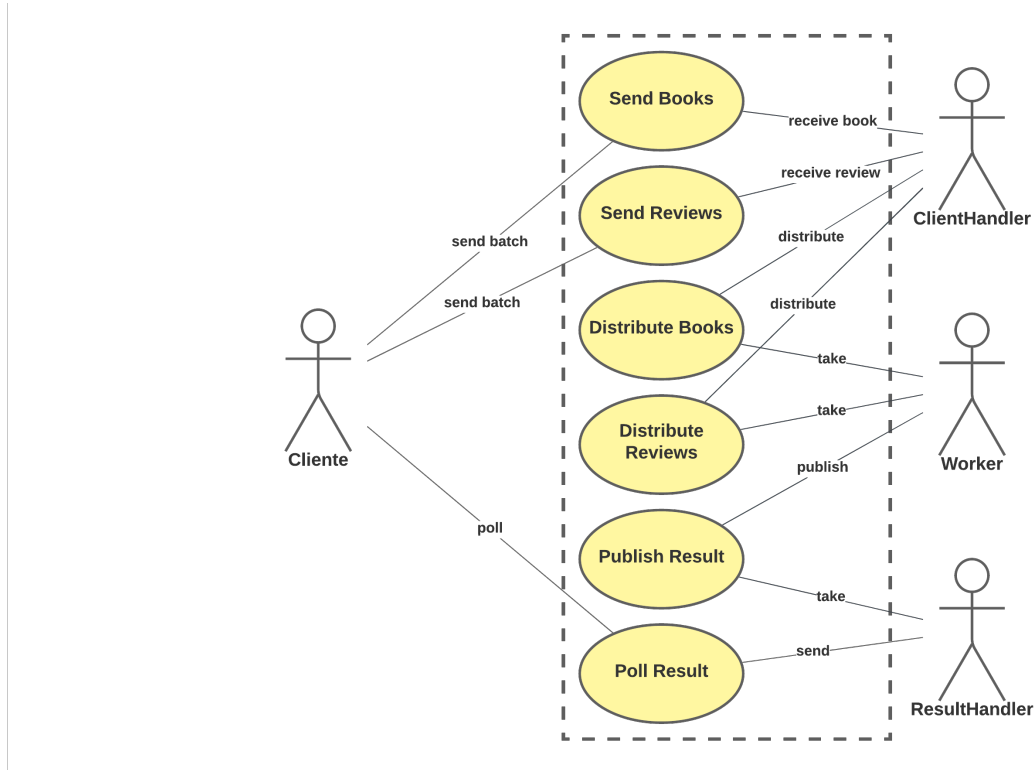 Send Books
receive book
Send Reviews
receive review
ClientHandler
send batch
distribute
send batch
distribute
Distribute Books
take
Cliente
Distribute
Reviews
take
Worker
publish
poll
Publish Result
take
Poll Result
send
ResultHandler